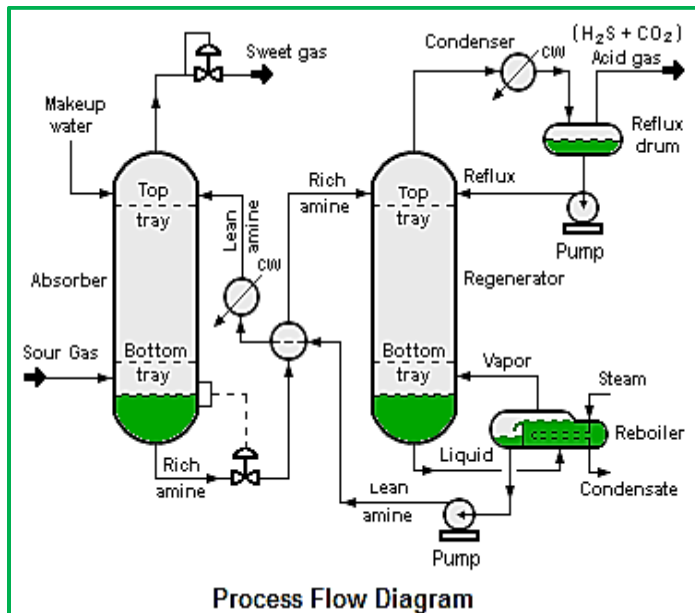 (H₂S + CO₂)
Sweet gas
Condenser
CW
Acid gas
Makeup
water
Reflux
drum
Top
tray
Lean
amine
Rich
amine
Top
tray
Reflux
Pump
CW
Absorber
Regenerator
Sour Gas
Bottom
tray
Bottom
tray
Vapor
Steam
Reboiler
Rich
amine
Liquid
Condensate
Lean
amine
Pump
Process Flow Diagram